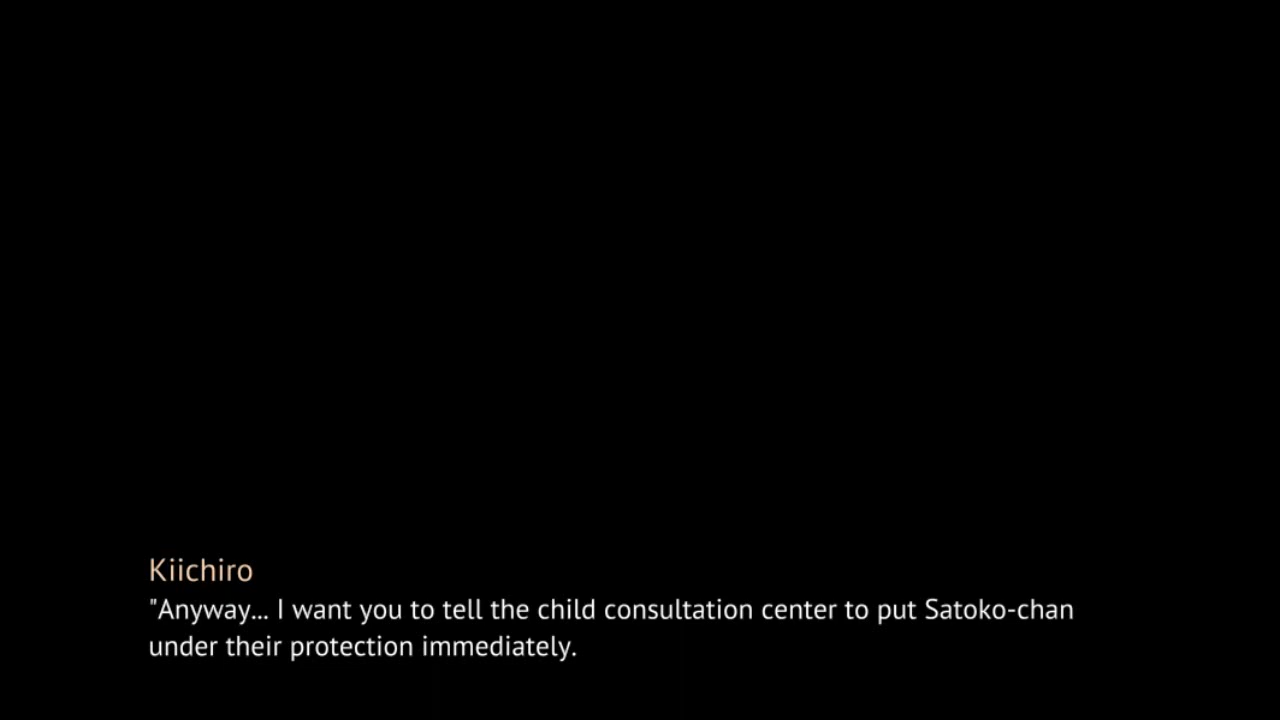 Kiichiro
"Anyway... I want you to tell the child consultation center to put Satoko-chan
under their protection immediately.